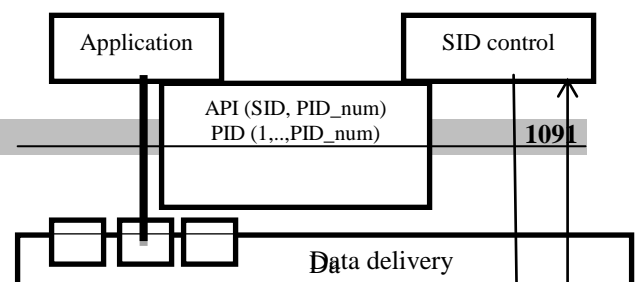 Application
SID control
API (SID, PID_num)
PID (1,..,PID_num)
1091
Data delivery